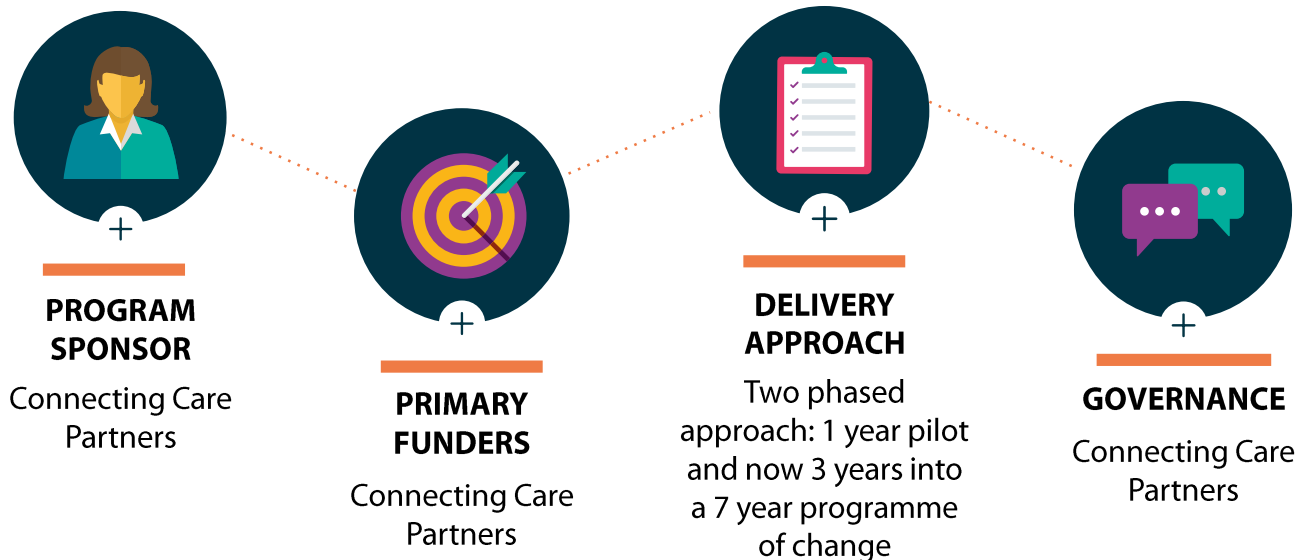 PROGRAM
SPONSOR
Connecting Care
Partners
PRIMARY
FUNDERS
Connecting Care
Partners
DELIVERY
APPROACH
Two phased
approach: 1 year pilot
and now 3 years into
a 7 year programme
of change
GOVERNANCE
Connecting Care
Partners